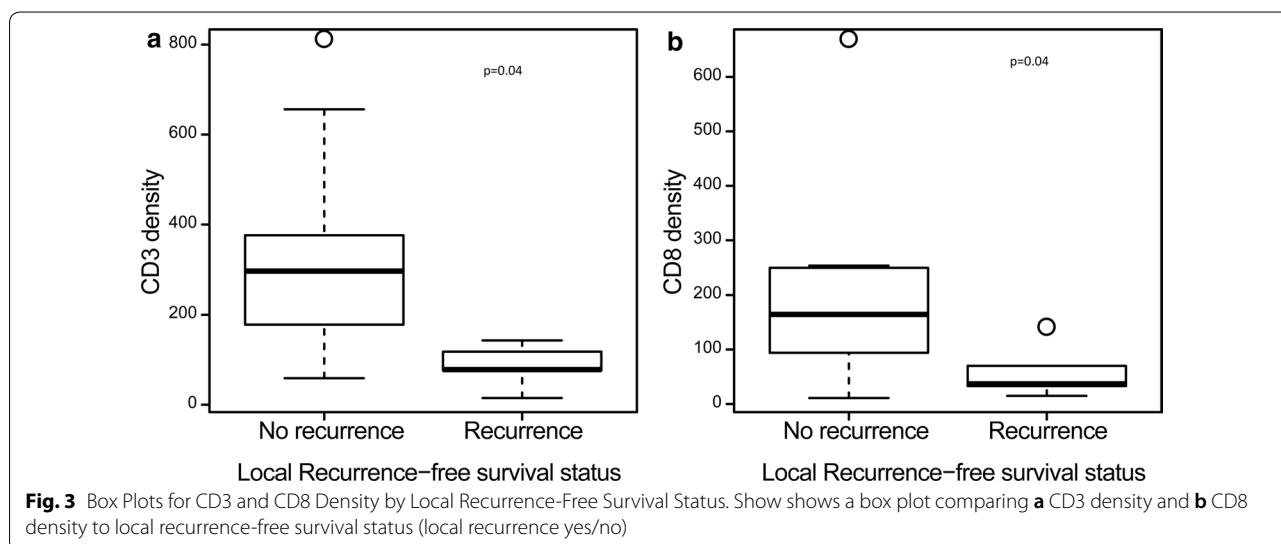 a
b
800
600
400
200
0
CD3 density
p=0.04
No recurrence
Recurrence
Local Recurrence-free survival status
600
500
400
300
200
100
0
CD8 density
p=0.04
No recurrence
Recurrence
Local Recurrence-free survival status
Fig. 3 Box Plots for CD3 and CD8 Density by Local Recurrence-Free Survival Status. Show shows a box plot comparing a CD3 density and b CD8
density to local recurrence-free survival status (local recurrence yes/no)